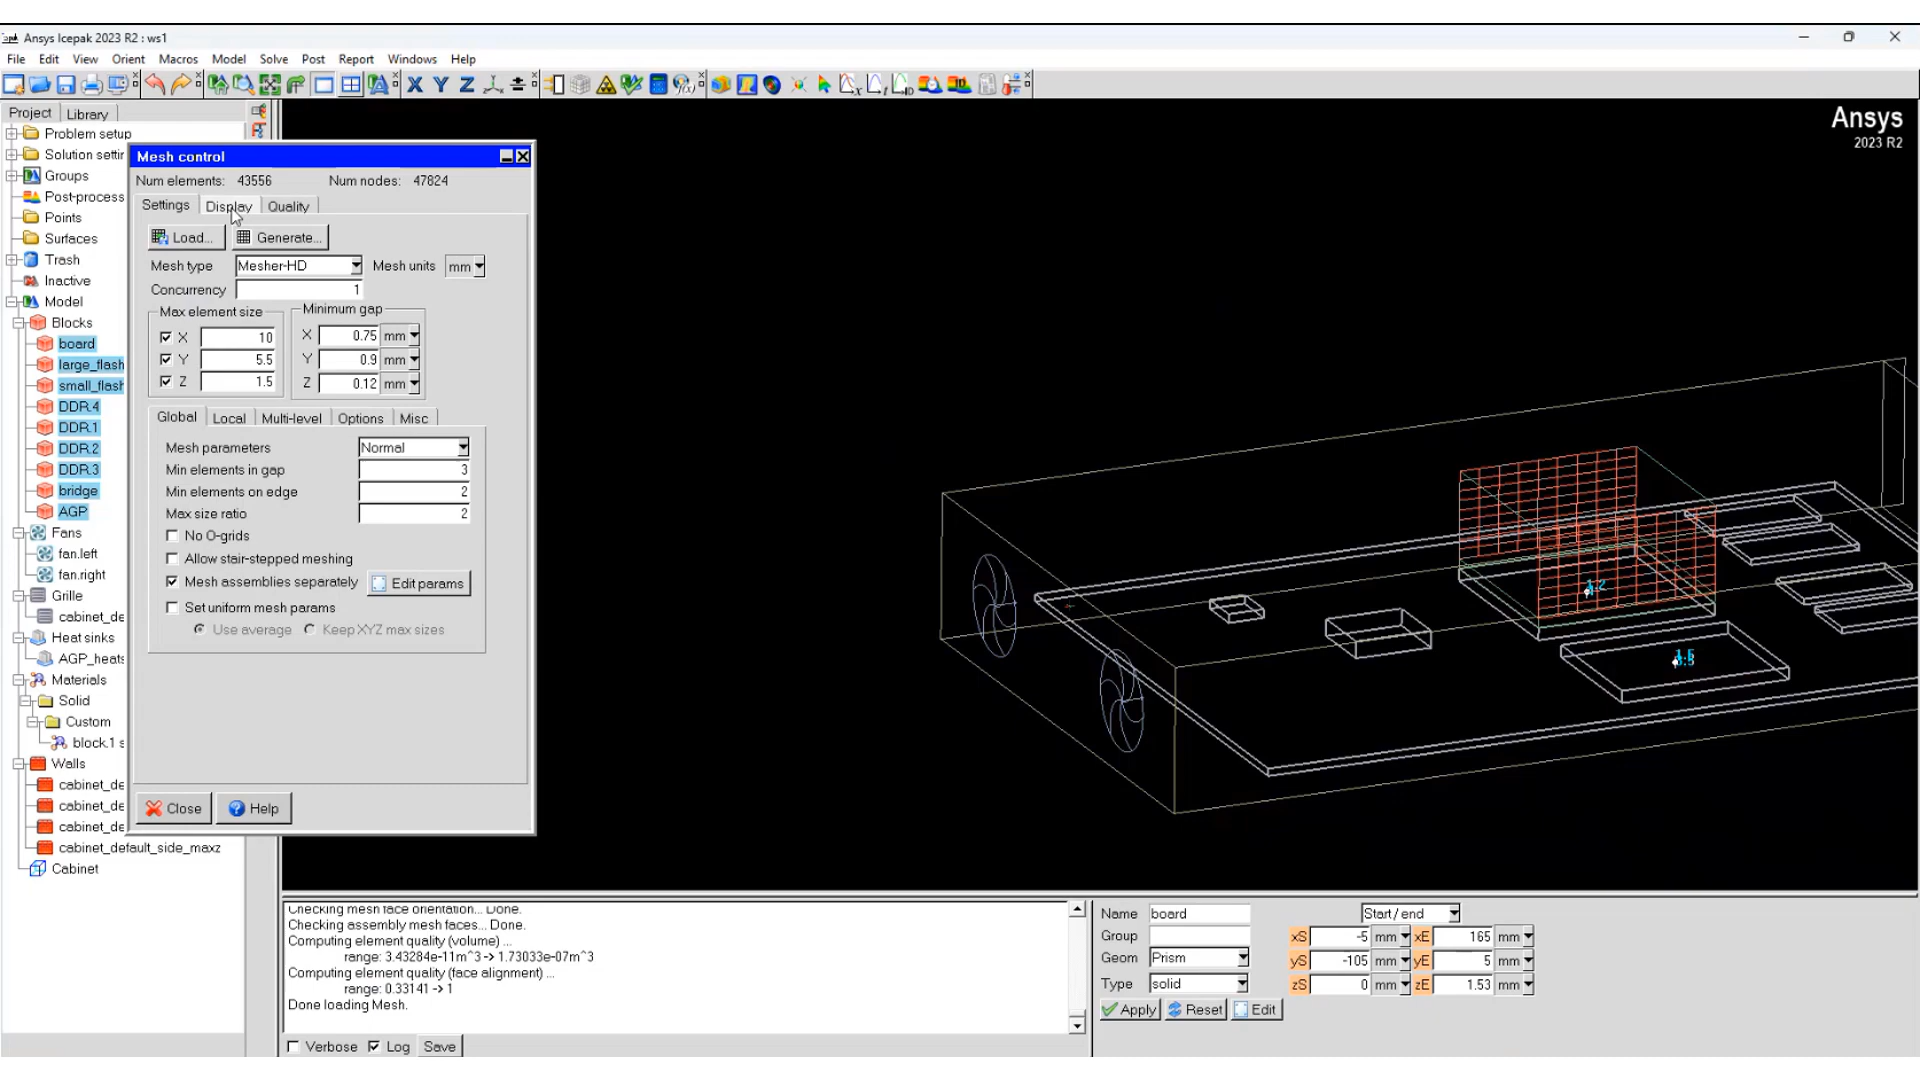 Ansys Icepak 2023 R2 : ws1
File Edit View Orient Macros Model Solve Post Report Windows Help
X Y Z
Project Library
Ansys
2023 R2
Problem setup
Solution settir
Groups
Post-process
Points
Surfaces
Trash
Inactive
Model
Blocks
board
large_flash
small_flash
DDR.4
DDR.1
DDR.2
DDR.3
bridge
AGP
Fans
fan.left
fan.right
Grille
cabinet_de
Heat sinks
AGP_heats
Materials
Solid
Custom
block.1 s
Walls
cabinet_de
cabinet_de
cabinet_de
cabinet_default_side_maxz
Cabinet
Mesh control
Num elements: 43556 Num nodes: 47824
Settings Display Quality
Load... Generate...
Mesh type Mesher-HD Mesh units mm
Concurrency 1
Max element size Minimum gap
X 10 X 0.75 mm
Y 5.5 Y 0.9 mm
Z 1.5 Z 0.12 mm
Global Local Multi-level Options Misc
Mesh parameters Normal
Min elements in gap 3
Min elements on edge 2
Max size ratio 2
No O-grids
Allow stair-stepped meshing
Mesh assemblies separately Edit params
Set uniform mesh params
Use average Keep XYZ max sizes
Close Help
Checking mesh face orientation... Done.
Checking assembly mesh faces... Done.
Computing element quality (volume) ...
range: 3.43284e-11m^3 -> 1.73033e-07m^3
Computing element quality (face alignment) ...
range: 0.33141 -> 1
Done loading Mesh.
Verbose Log Save
Name board Start / end
Group xS -5 mm xE 165 mm
Geom Prism yS -105 mm yE 5 mm
Type solid zS 0 mm zE 1.53 mm
Apply Reset Edit